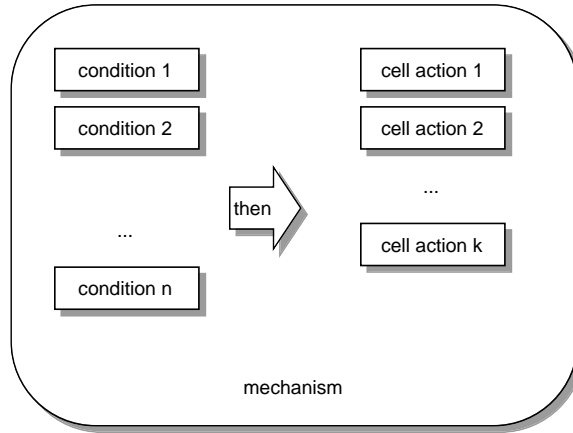 condition 1
condition 2
...
condition n
then
cell action 1
cell action 2
...
cell action k
mechanism